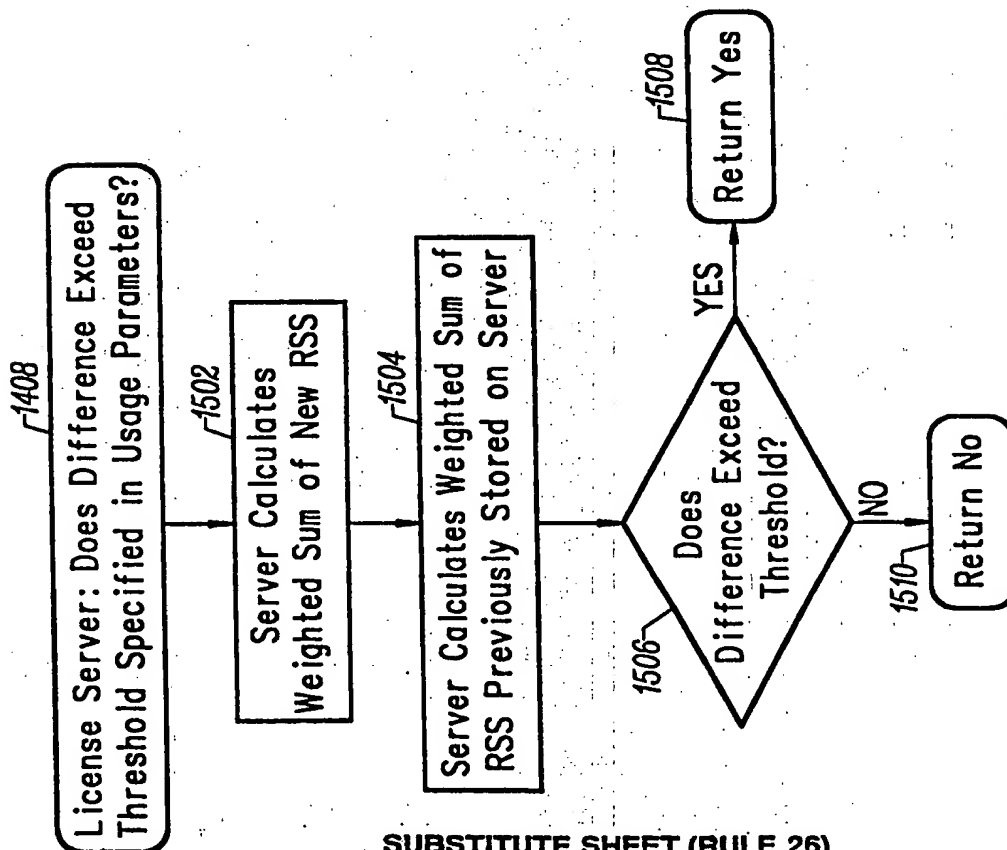 1408
License Server: Does Difference Exceed
Threshold Specified in Usage Parameters?
1502
Server Calculates
Weighted Sum of New RSS
1504
Server Calculates Weighted Sum of
RSS Previously Stored on Server
1506
Does
Difference Exceed
Threshold?
YES
1508
Return Yes
NO
1510
Return No
SUBSTITUTE SHEET (RULE 26)